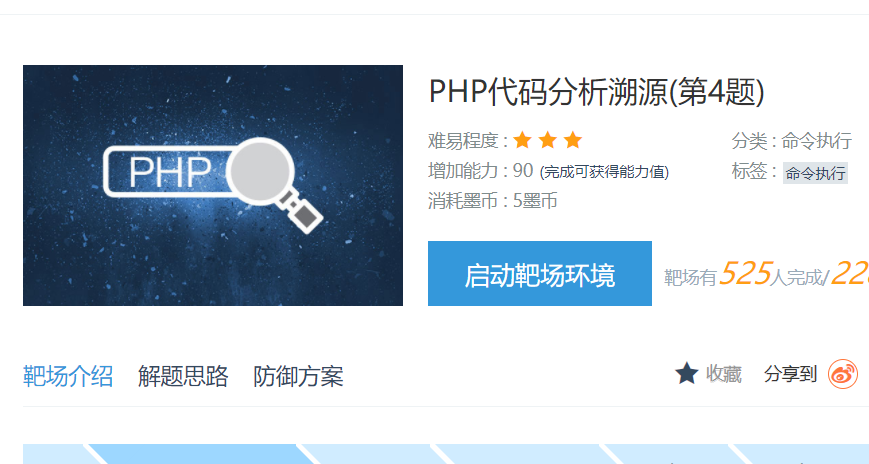 PHP
PHP代码分析溯源(第4题)
难易程度 :
分类 : 命令执行
增加能力 : 90 (完成可获得能力值)
标签 : 命令执行
消耗墨币 : 5墨币
启动靶场环境
靶场有525人完成/
靶场介绍 解题思路 防御方案
收藏 分享到